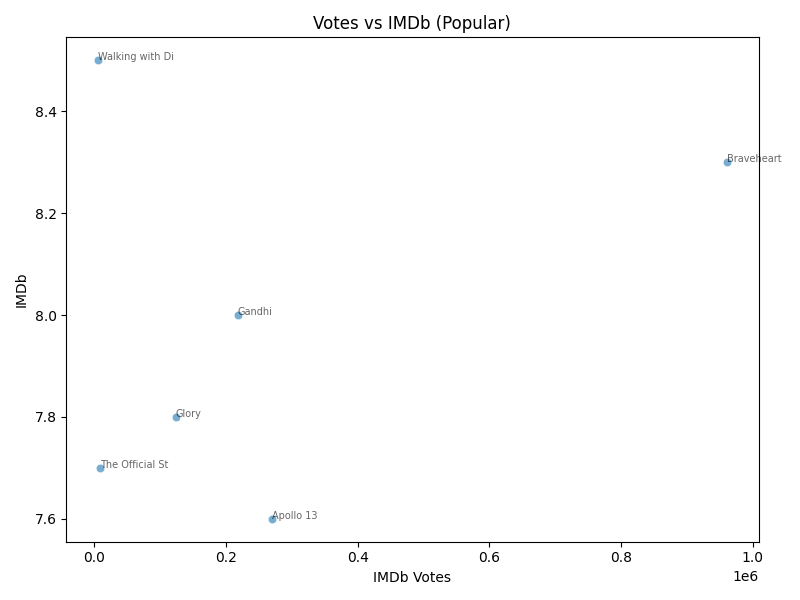 Votes vs IMDb (Popular)
Walking with Di
8.4
Braveheart
8.2
IMDb
8.0
Gandhi
7.8
Glory
The Official St
7.6
Apollo 13
0.0 0.2 0.4 0.6 0.8 1.0
IMDb Votes
1e6